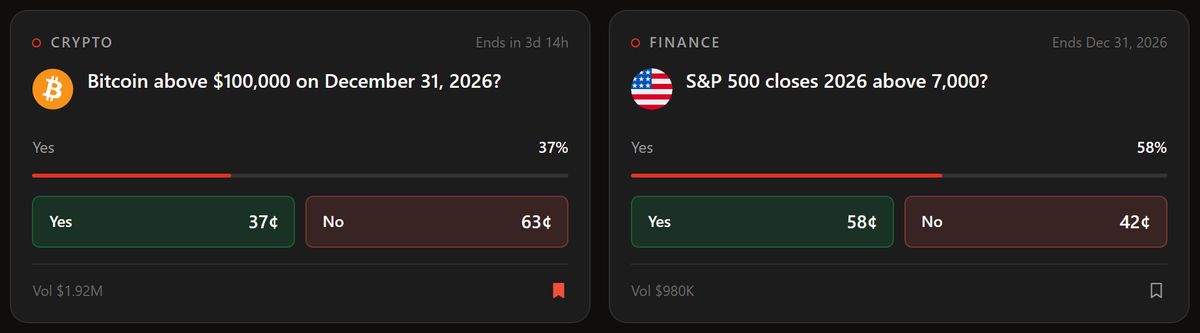 CRYPTO
Ends in 3d 14h
Bitcoin above $100,000 on December 31, 2026?
Yes
37%
Yes
37¢
No
63¢
Vol $1.92M
FINANCE
Ends Dec 31, 2026
S&P 500 closes 2026 above 7,000?
Yes
58%
Yes
58¢
No
42¢
Vol $980K